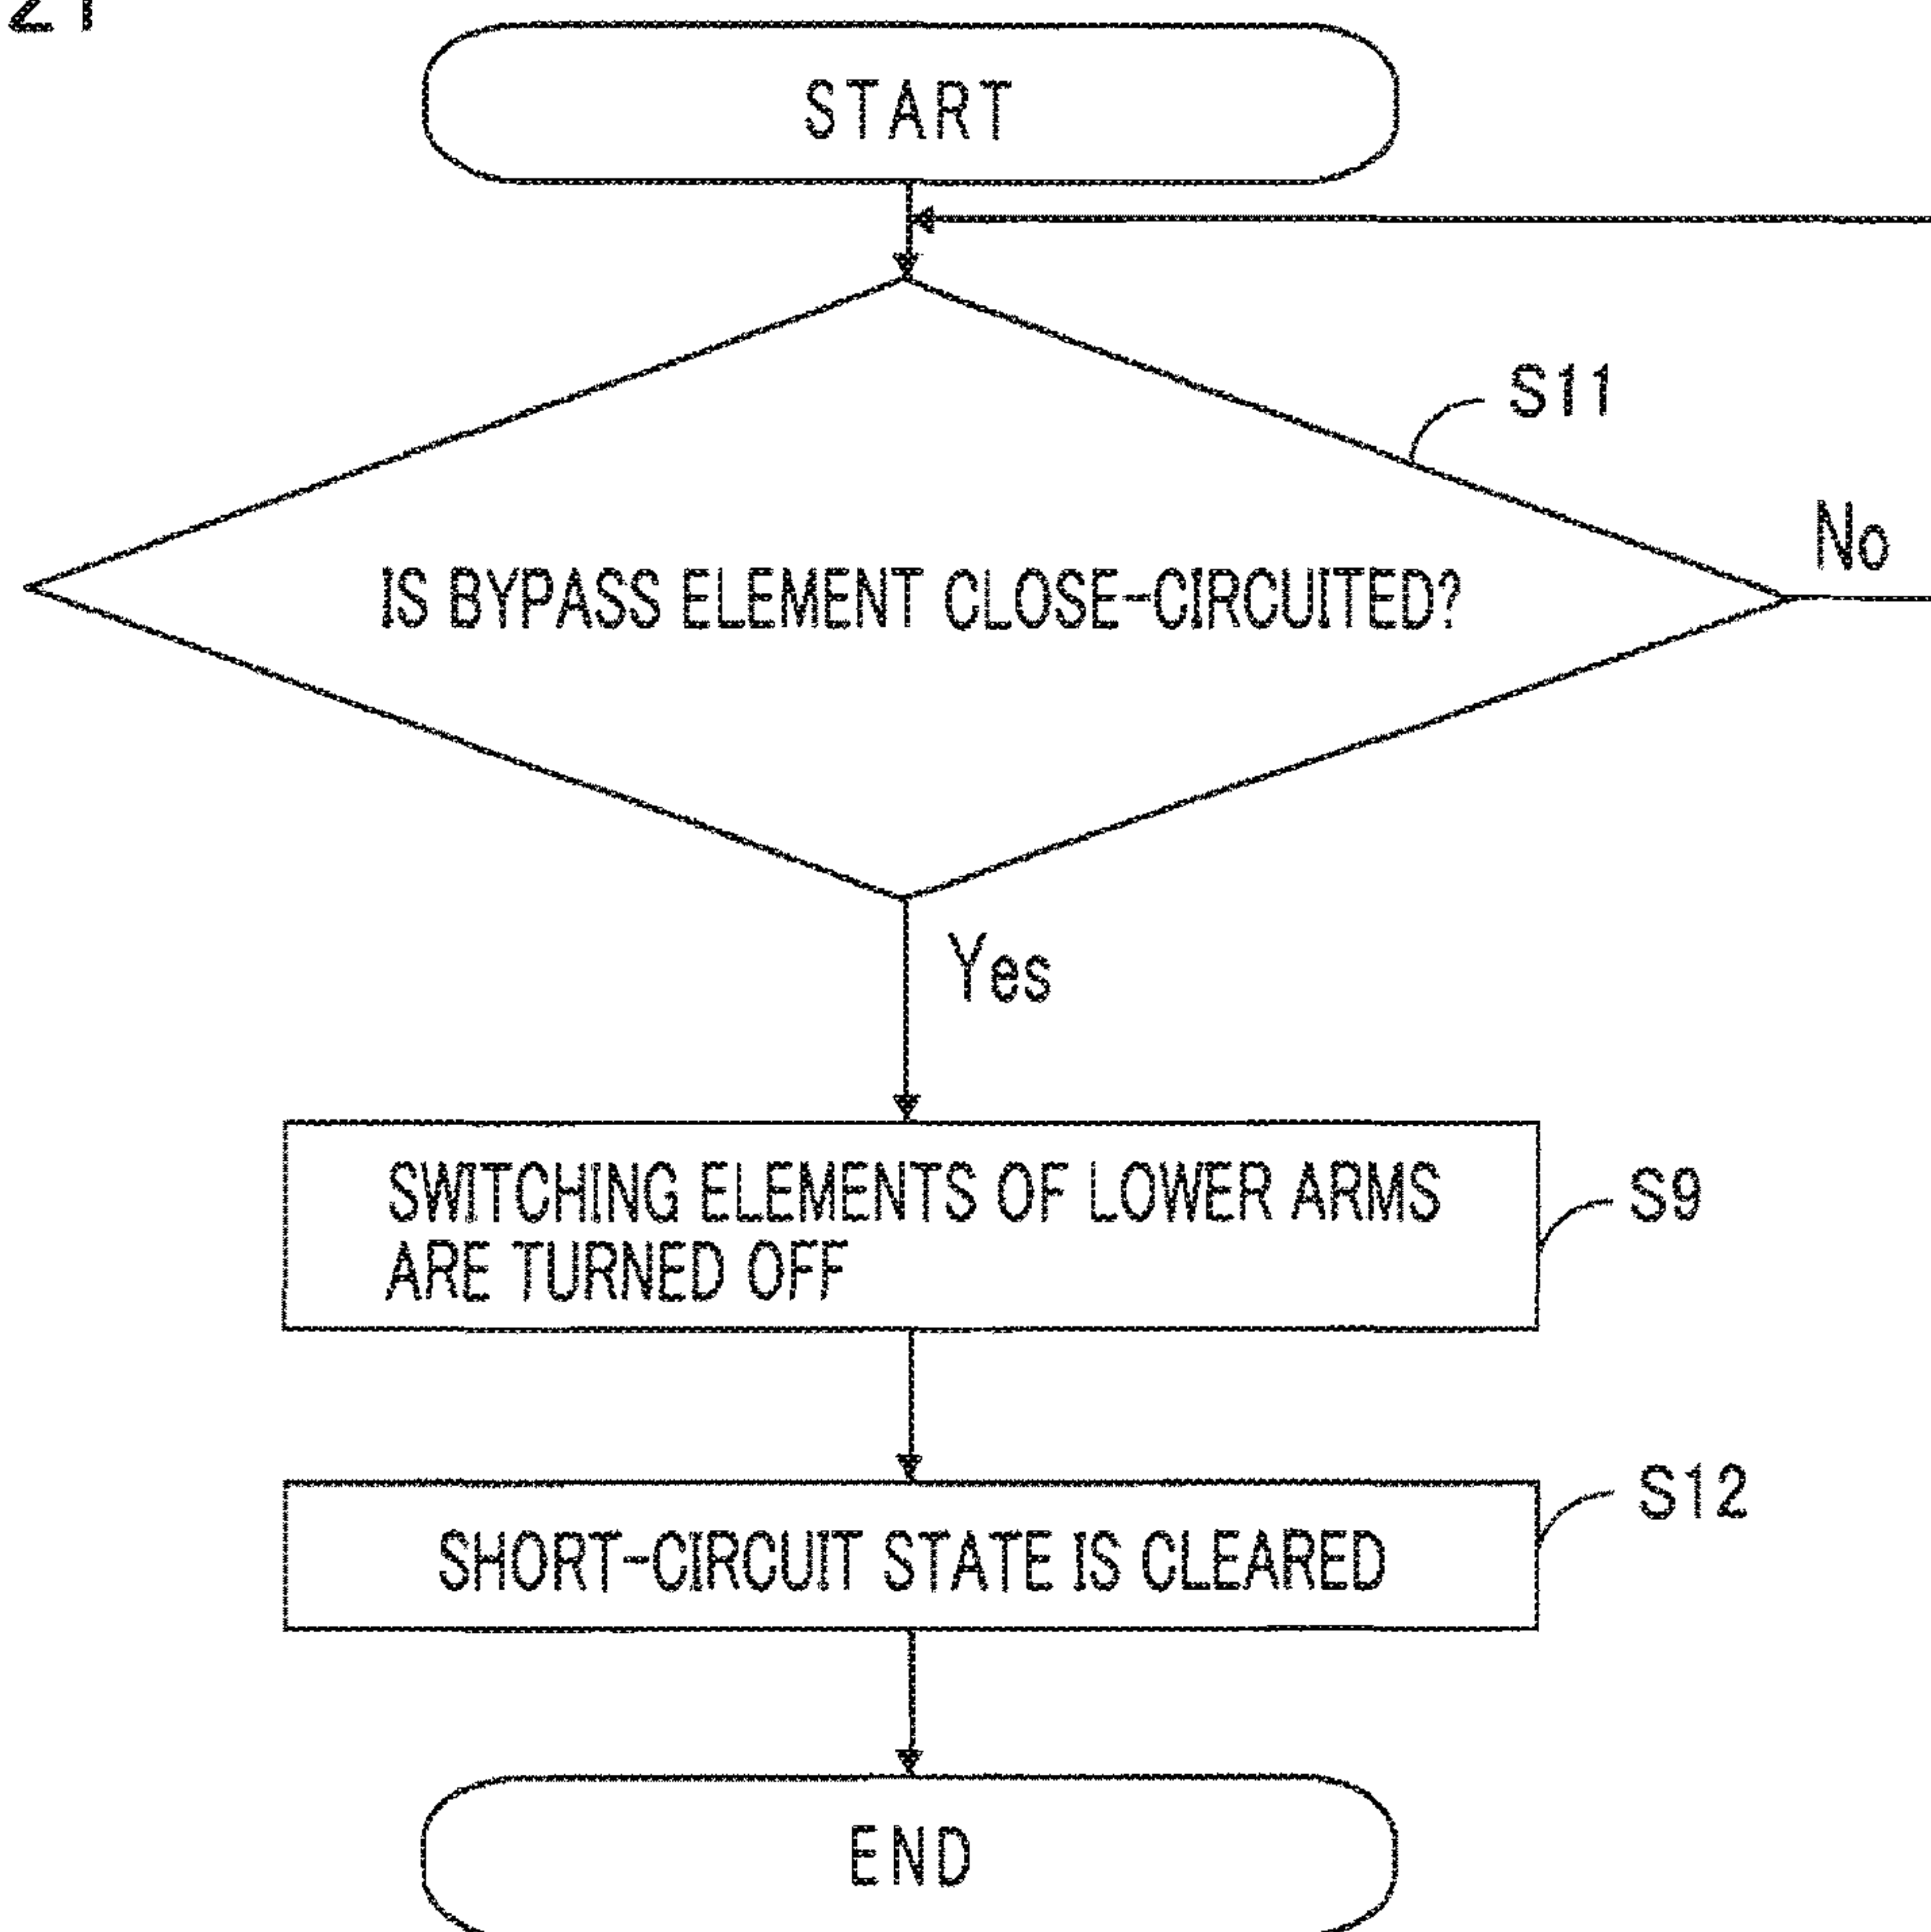 21
START
S11
No
IS BYPASS ELEMENT CLOSE-CIRCUITED?
Yes
SWITCHING ELEMENTS OF LOWER ARMS
ARE TURNED OFF
S9
SHORT-CIRCUIT STATE IS CLEARED
S12
END